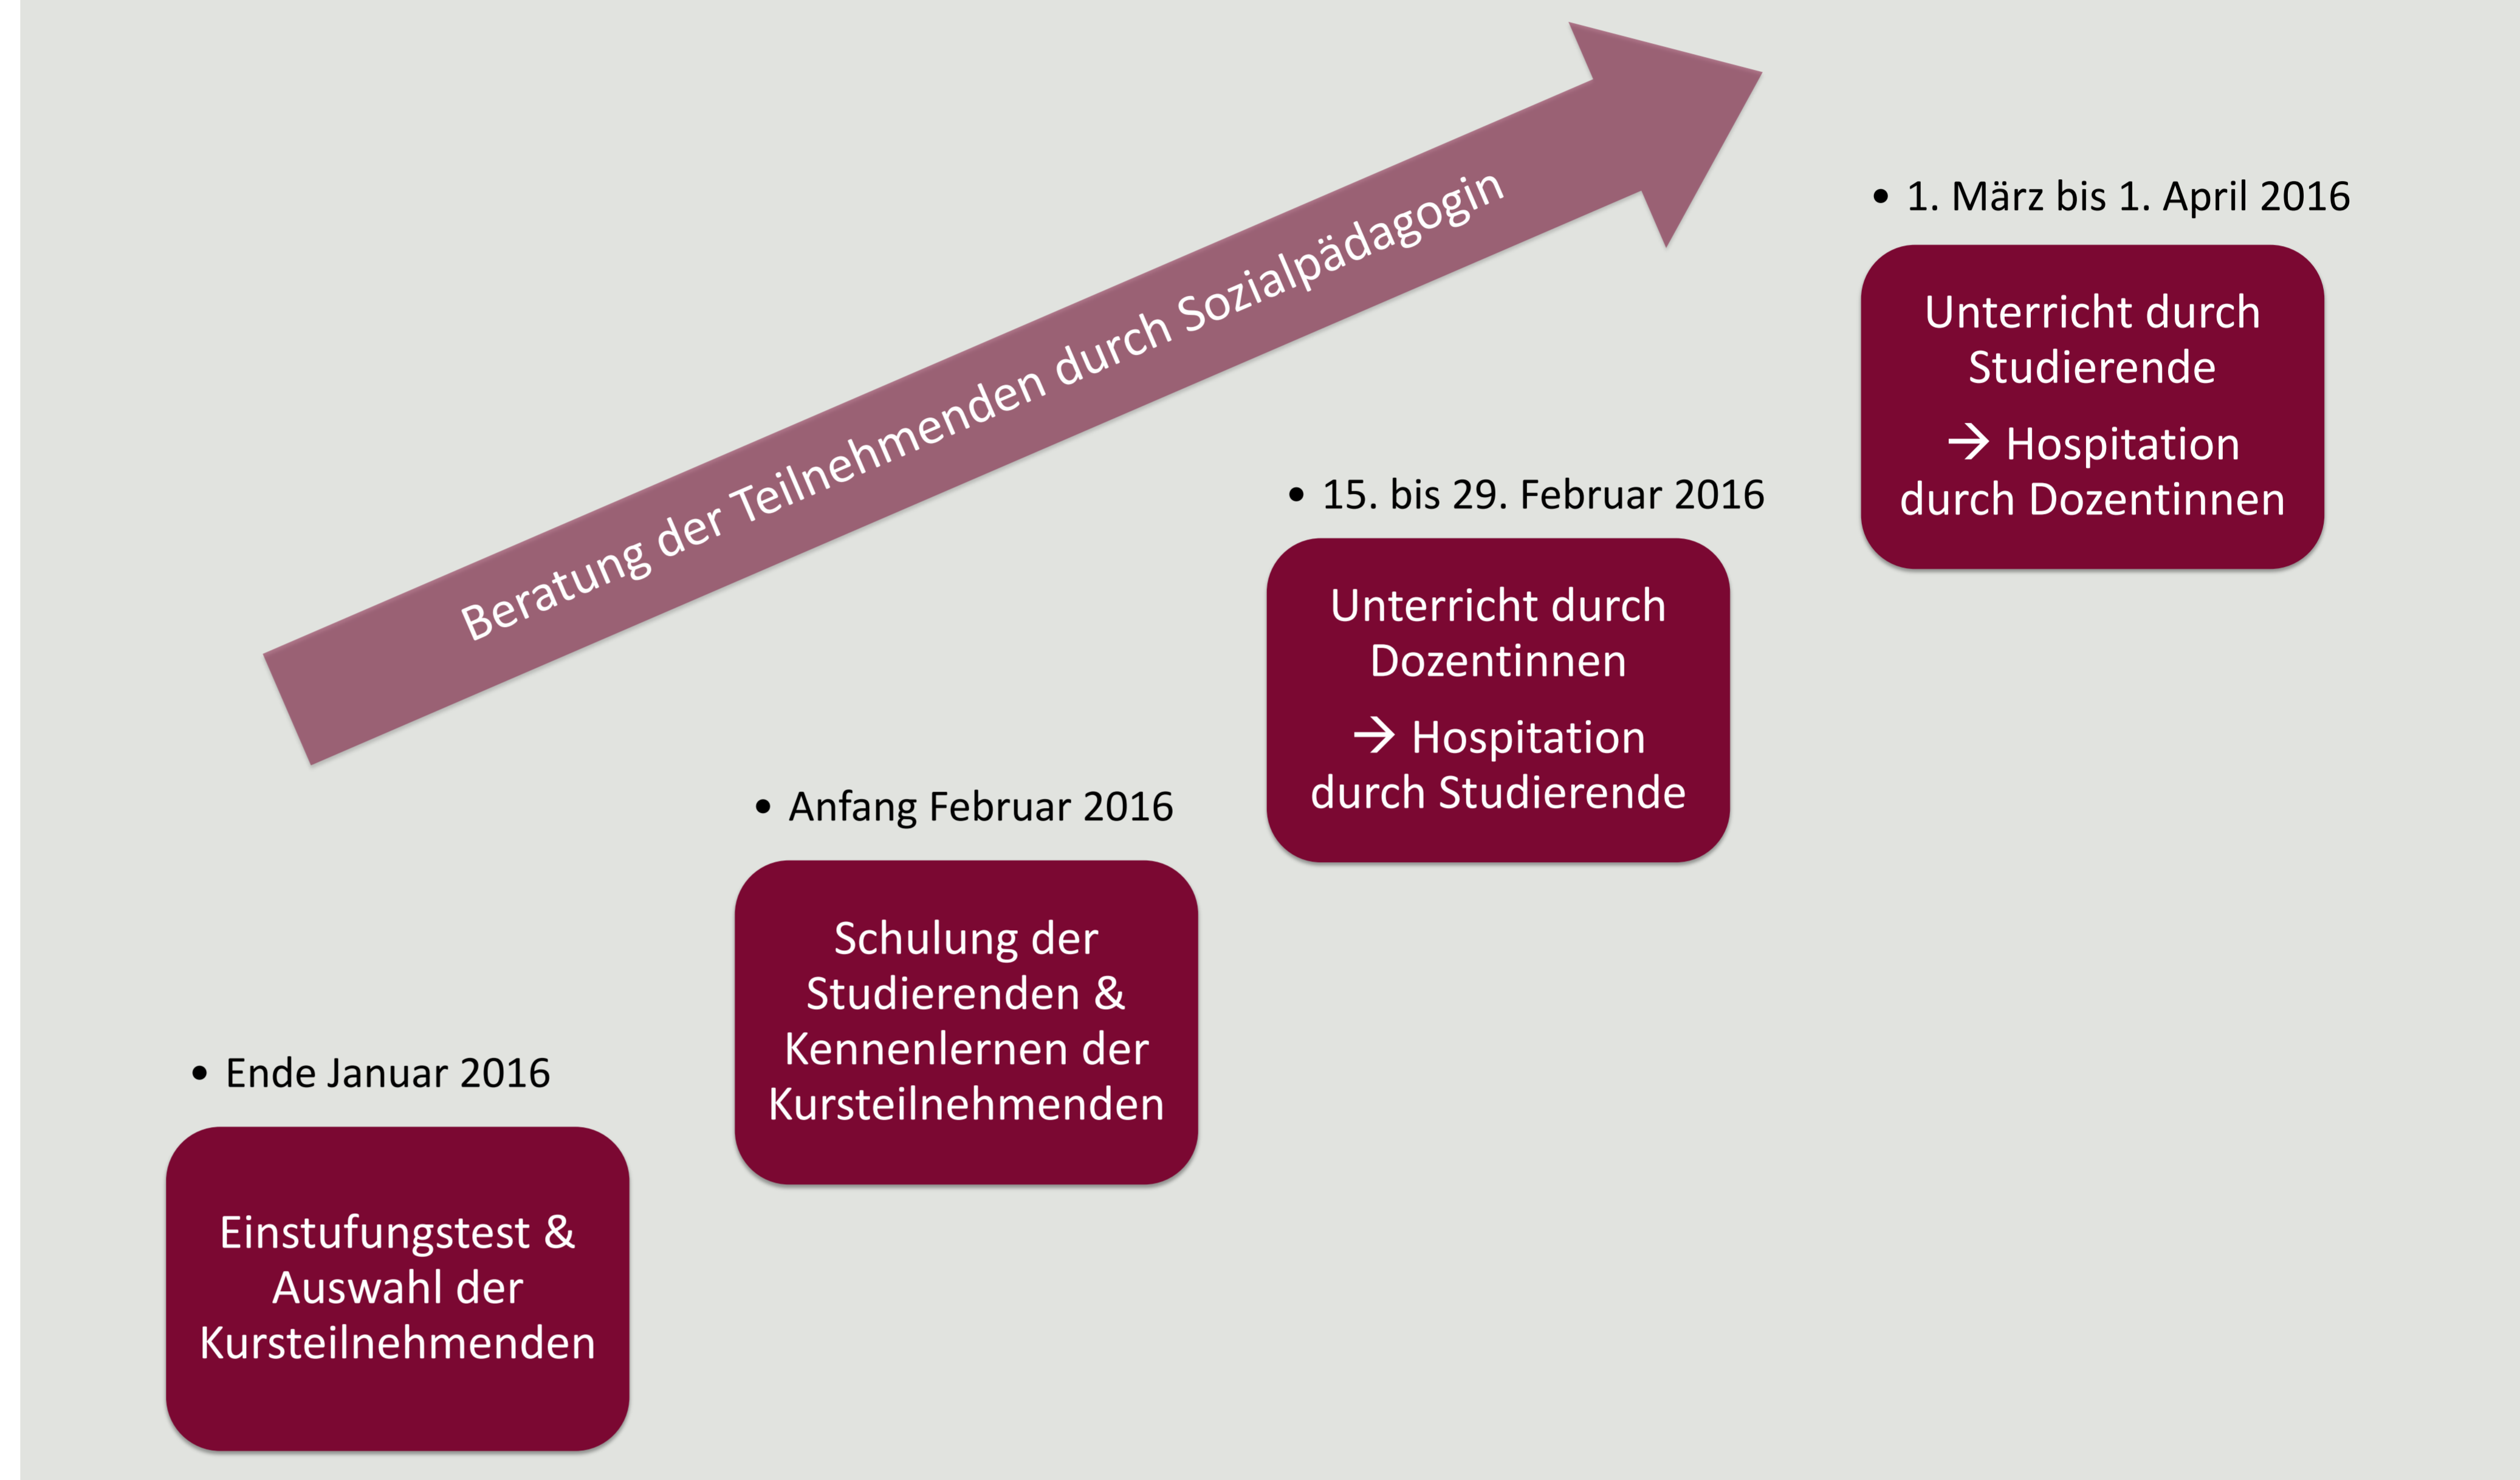 Beratung der Teilnehmenden durch Sozialpädagogin
• Ende Januar 2016
Einstufungstest &
Auswahl der
Kursteilnehmenden
• Anfang Februar 2016
Schulung der
Studierenden &
Kennenlernen der
Kursteilnehmenden
• 15. bis 29. Februar 2016
Unterricht durch
Dozentinnen
→ Hospitation
durch Studierende
• 1. März bis 1. April 2016
Unterricht durch
Studierende
→ Hospitation
durch Dozentinnen